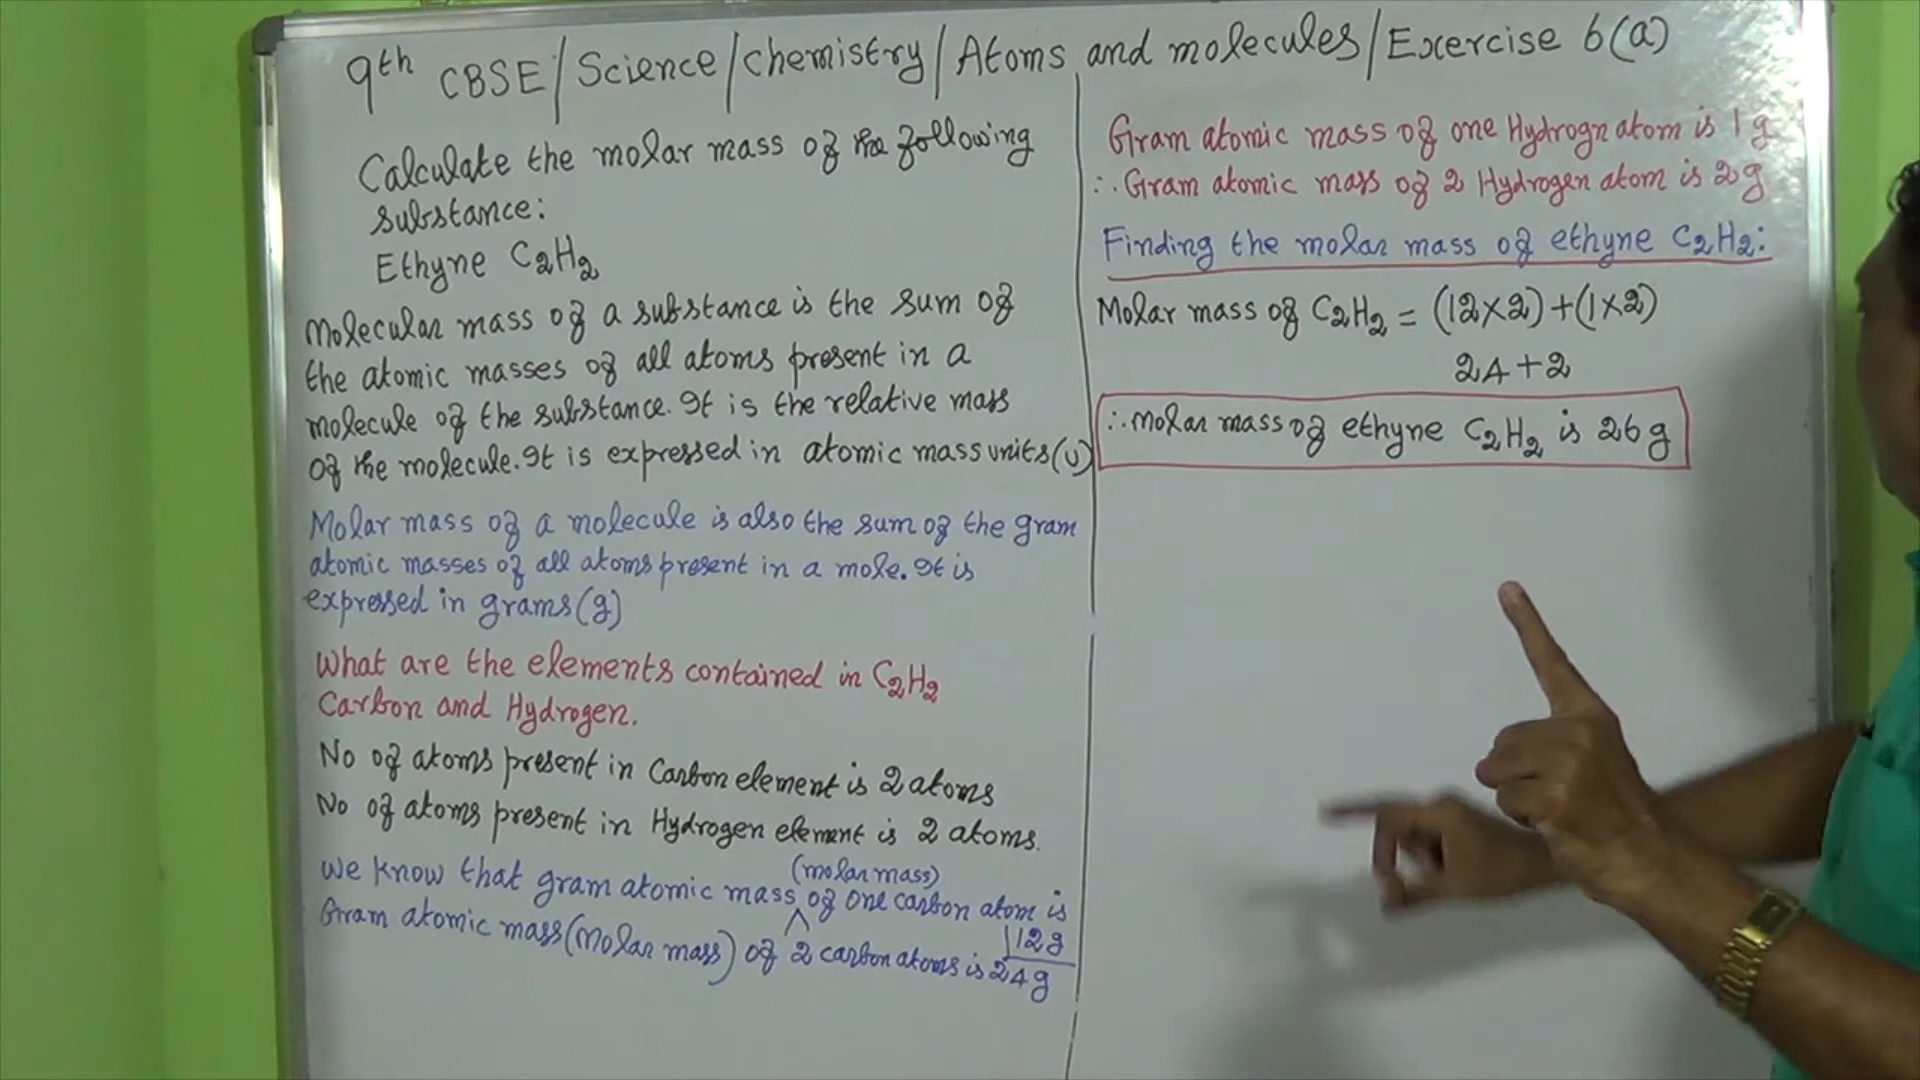 9th CBSE/Science/chemistry/Atoms and molecules/Exercise 6(a)
Calculate the molar mass of the following
substance:
Ethyne C₂H₂
Molecular mass of a substance is the sum of
the atomic masses of all atoms present in a
molecule of the substance. It is the relative mass
of the molecule. It is expressed in atomic mass units(u)
Molar mass of a molecule is also the sum of the gram
atomic masses of all atoms present in a mole. It is
expressed in grams(g)
What are the elements contained in C₂H₂
Carbon and Hydrogen.
No of atoms present in Carbon element is 2 atoms
No of atoms present in Hydrogen element is 2 atoms.
(molar mass)
We know that gram atomic mass of one carbon atom is
12g
Gram atomic mass(Molar mass) of 2 carbon atoms is 24g
Gram atomic mass of one Hydrogn atom is 1g
∴ Gram atomic mass of 2 Hydrogen atom is 2g
Finding the molar mass of ethyne C₂H₂:
Molar mass of C₂H₂ = (12×2)+(1×2)
24+2
∴ molar mass of ethyne C₂H₂ is 26g